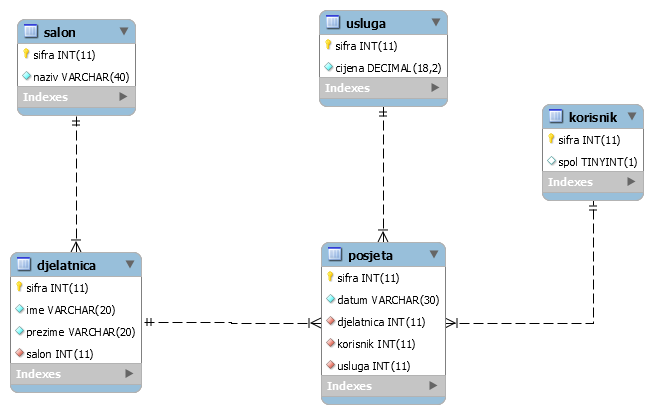 salon
sifra INT(11)
naziv VARCHAR(40)
Indexes
usluga
sifra INT(11)
cijena DECIMAL(18,2)
Indexes
korisnik
sifra INT(11)
spol TINYINT(1)
Indexes
djelatnica
sifra INT(11)
ime VARCHAR(20)
prezime VARCHAR(20)
salon INT(11)
Indexes
posjeta
sifra INT(11)
datum VARCHAR(30)
djelatnica INT(11)
korisnik INT(11)
usluga INT(11)
Indexes